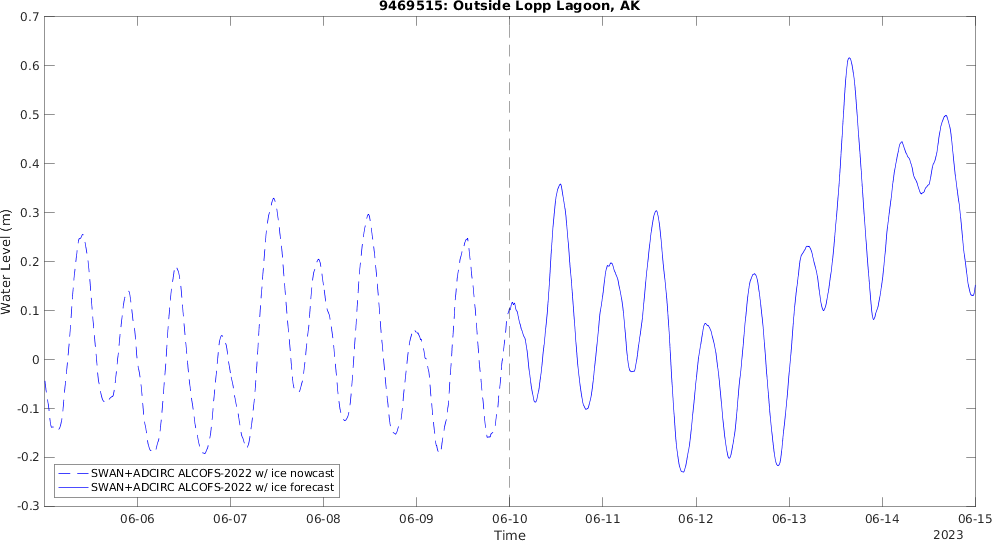 9469515: Outside Lopp Lagoon, AK
0.7
0.6
0.5
0.4
0.3
0.2
0.1
0
-0.1
-0.2
-0.3
Water Level (m)
SWAN+ADCIRC ALCOFS-2022 w/ ice nowcast
SWAN+ADCIRC ALCOFS-2022 w/ ice forecast
06-06 06-07 06-08 06-09 06-10 06-11 06-12 06-13 06-14 06-15
Time
2023